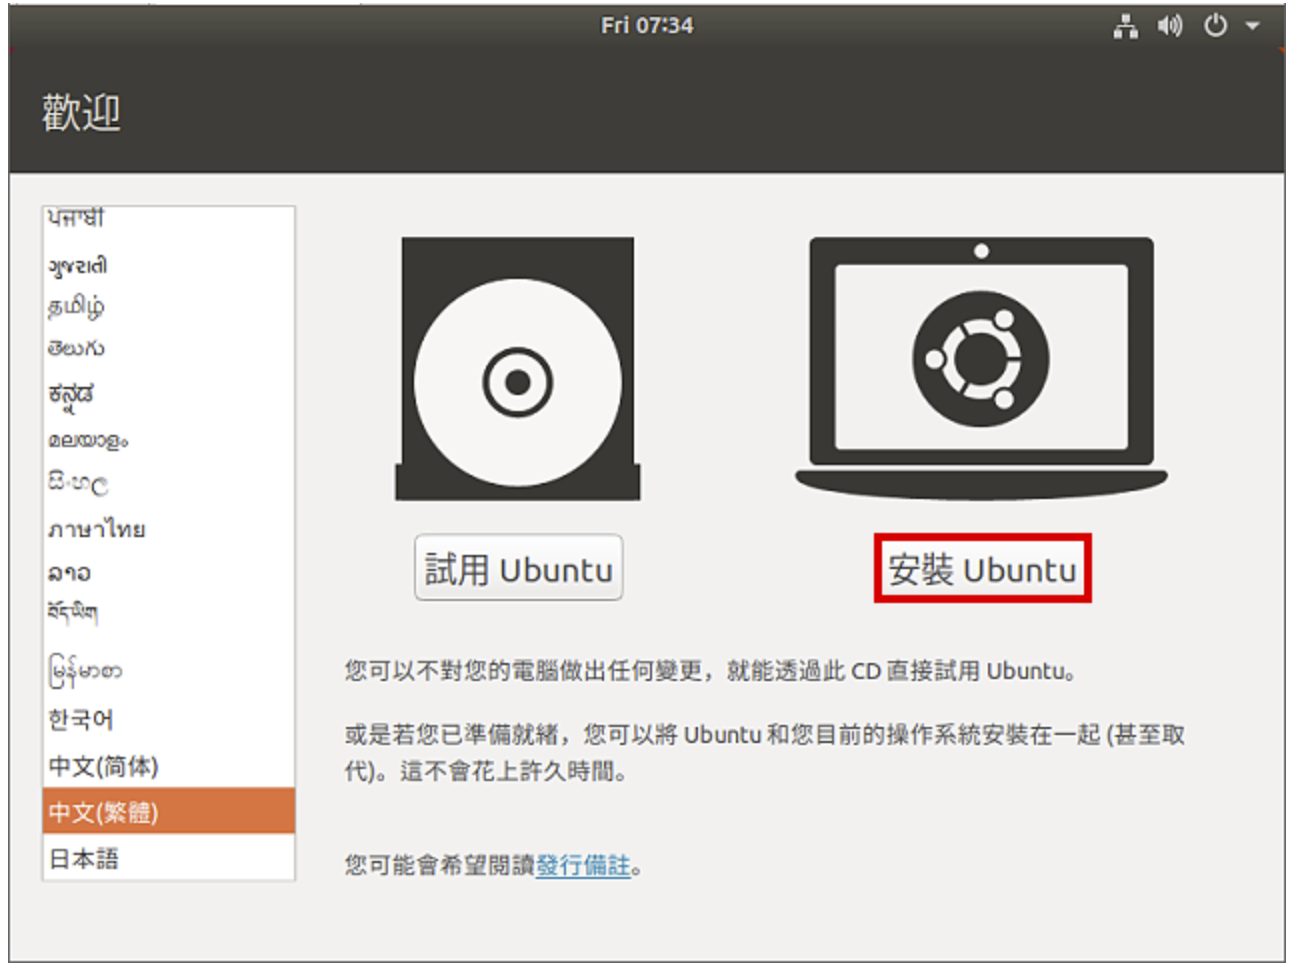 Fri 07:34
歡迎
ਪੰਜਾਬੀ
ગુજરાતી
தமிழ்
తెలుగు
ಕನ್ನಡ
മലയാളം
සිංහල
ภาษาไทย
ລາວ
བོད་ཡིག
မြန်မာစာ
한국어
中文(简体)
中文(繁體)
日本語
試用 Ubuntu
安裝 Ubuntu
您可以不對您的電腦做出任何變更，就能透過此 CD 直接試用 Ubuntu。
或是若您已準備就緒，您可以將 Ubuntu 和您目前的操作系統安裝在一起 (甚至取
代)。這不會花上許久時間。
您可能會希望閱讀發行備註。